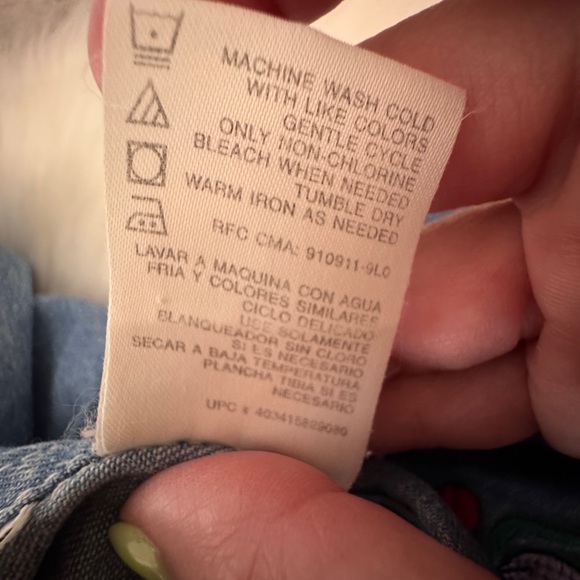 MACHINE WASH COLD
WITH LIKE COLORS
GENTLE CYCLE
ONLY NON-CHLORINE
BLEACH WHEN NEEDED
TUMBLE DRY
WARM IRON AS NEEDED
RFC CMA: 910911-9L0
LAVAR A MAQUINA CON AGUA
FRIA Y COLORES SIMILARES
CICLO DELICADO
USE SOLAMENTE
BLANQUEADOR SIN CLORO
SI ES NECESARIO
SECAR A BAJA TEMPERATURA
PLANCHA TIBIA SI ES
NECESARIO
UPC #